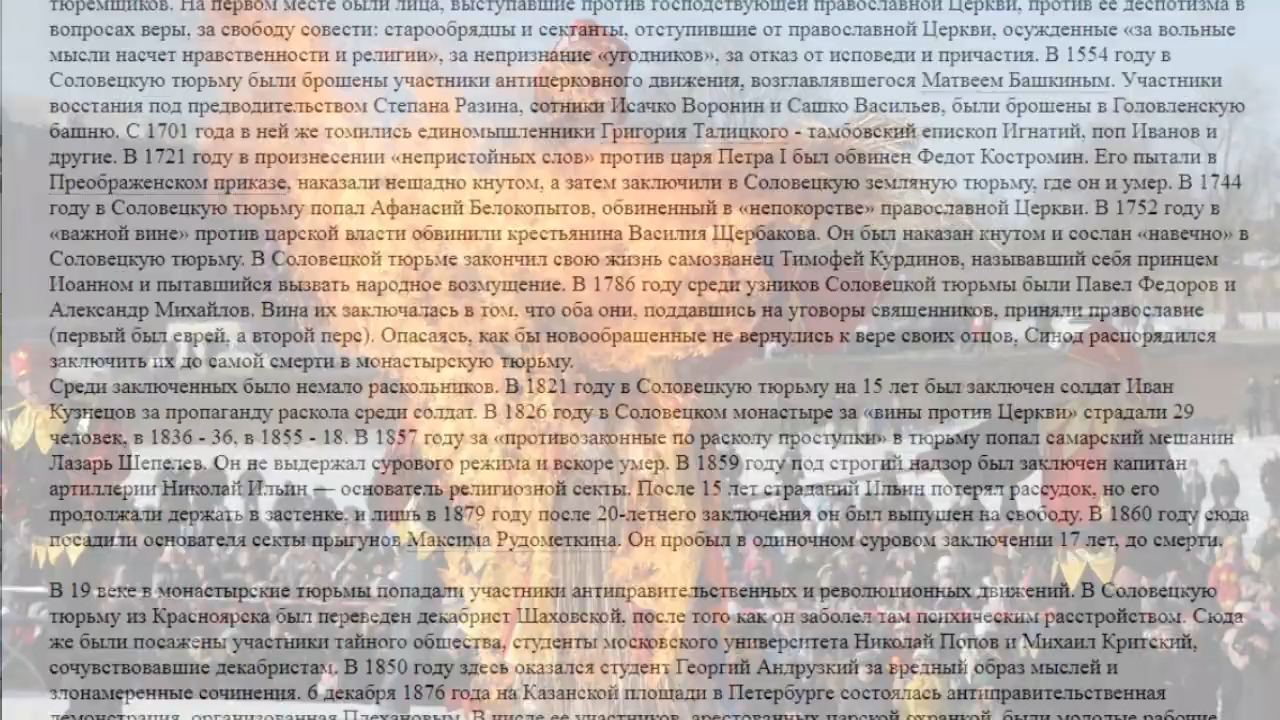 тюремщиков. На первом месте были лица, выступавшие против господствующей православной Церкви, против ее деспотизма в
вопросах веры, за свободу совести: старообрядцы и сектанты, отступившие от православной Церкви, осужденные «за вольные
мысли насчет нравственности и религии», за непризнание «угодников», за отказ от исповеди и причастия. В 1554 году в
Соловецкую тюрьму были брошены участники антицерковного движения, возглавлявшегося Матвеем Башкиным. Участники
восстания под предводительством Степана Разина, сотники Исачко Воронин и Сашко Васильев, были брошены в Головленскую
башню. С 1701 года в ней же томились единомышленники Григория Талицкого - тамбовский епископ Игнатий, поп Иванов и
другие. В 1721 году в произнесении «непристойных слов» против царя Петра I был обвинен Федот Костромин. Его пытали в
Преображенском приказе, наказали нещадно кнутом, а затем заключили в Соловецкую земляную тюрьму, где он и умер. В 1744
году в Соловецкую тюрьму попал Афанасий Белокопытов, обвиненный в «непокорстве» православной Церкви. В 1752 году в
«важной вине» против царской власти обвинили крестьянина Василия Щербакова. Он был наказан кнутом и сослан «навечно» в
Соловецкую тюрьму. В Соловецкой тюрьме закончил свою жизнь самозванец Тимофей Курдинов, называвший себя принцем
Иоанном и пытавшийся вызвать народное возмущение. В 1786 году среди узников Соловецкой тюрьмы были Павел Федоров и
Александр Михайлов. Вина их заключалась в том, что оба они, поддавшись на уговоры священников, приняли православие
(первый был еврей, а второй перс). Опасаясь, как бы новообращенные не вернулись к вере своих отцов, Синод распорядился
заключить их до самой смерти в монастырскую тюрьму.
Среди заключенных было немало раскольников. В 1821 году в Соловецкую тюрьму на 15 лет был заключен солдат Иван
Кузнецов за пропаганду раскола среди солдат. В 1826 году в Соловецком монастыре за «вины против Церкви» страдали 29
человек, в 1836 - 36, в 1855 - 18. В 1857 году за «противозаконные по расколу проступки» в тюрьму попал самарский мещанин
Лазарь Шепелев. Он не выдержал сурового режима и вскоре умер. В 1859 году под строгий надзор был заключен капитан
артиллерии Николай Ильин — основатель религиозной секты. После 15 лет страданий Ильин потерял рассудок, но его
продолжали держать в застенке, и лишь в 1879 году после 20-летнего заключения он был выпущен на свободу. В 1860 году сюда
посадили основателя секты прыгунов Максима Рудометкина. Он пробыл в одиночном суровом заключении 17 лет, до смерти.
В 19 веке в монастырские тюрьмы попадали участники антиправительственных и революционных движений. В Соловецкую
тюрьму из Красноярска был переведен декабрист Шаховской, после того как он заболел там психическим расстройством. Сюда
же были посажены участники тайного общества, студенты московского университета Николай Попов и Михаил Критский,
сочувствовавшие декабристам. В 1850 году здесь оказался студент Георгий Андрузкий за вредный образ мыслей и
злонамеренные сочинения. 6 декабря 1876 года на Казанской площади в Петербурге состоялась антиправительственная
демонстрация, организованная Плехановым. В числе ее участников, арестованных царской охранкой, были молодые рабочие